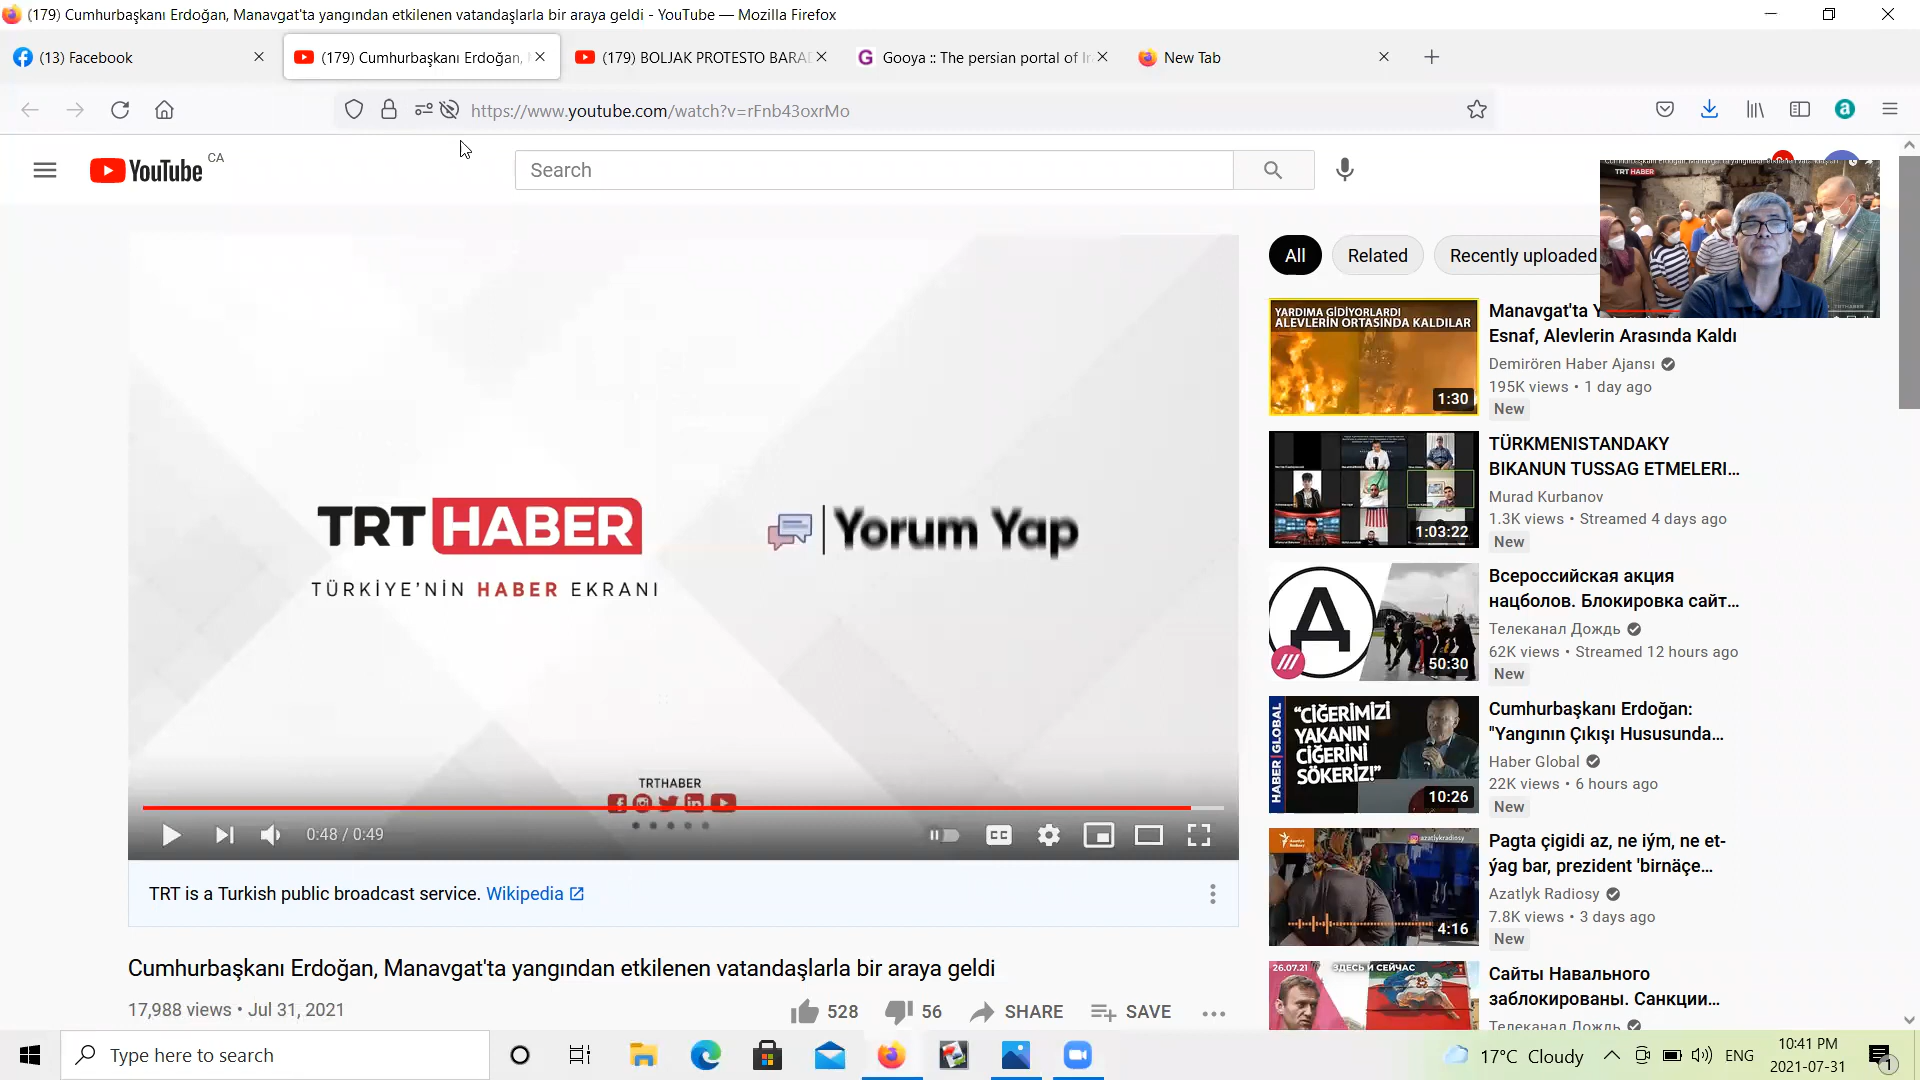 (179) Cumhurbaşkanı Erdoğan, Manavgat'ta yangından etkilenen vatandaşlarla bir araya geldi - YouTube — Mozilla Firefox
(13) Facebook
(179) Cumhurbaşkanı Erdoğan,
(179) BOLJAK PROTESTO BARA
Gooya :: The persian portal of Ir
New Tab
https://www.youtube.com/watch?v=rFnb43oxrMo
YouTube CA
Search
All
Related
Recently uploaded
TRT HABER
TRT HABER
TÜRKİYE'NİN HABER EKRANI
Yorum Yap
TRTHABER
0:48 / 0:49
CC
TRT is a Turkish public broadcast service. Wikipedia
Cumhurbaşkanı Erdoğan, Manavgat'ta yangından etkilenen vatandaşlarla bir araya geldi
17,988 views • Jul 31, 2021
528
56
SHARE
SAVE
YARDIMA GİDİYORLARDI
ALEVLERİN ORTASINDA KALDILAR
1:30
Manavgat'ta Y
Esnaf, Alevlerin Arasında Kaldı
Demirören Haber Ajansı
195K views • 1 day ago
New
1:03:22
TÜRKMENISTANDAKY
BIKANUN TUSSAG ETMELERI...
Murad Kurbanov
1.3K views • Streamed 4 days ago
New
Д
50:30
Всероссийская акция
нацболов. Блокировка сайт...
Телеканал Дождь
62K views • Streamed 12 hours ago
New
HABER GLOBAL
“CİĞERİMİZİ
YAKANIN
CİĞERİNİ
SÖKERİZ!”
10:26
Cumhurbaşkanı Erdoğan:
"Yangının Çıkışı Hususunda...
Haber Global
22K views • 6 hours ago
New
azatlykradiosy
4:16
Pagta çigidi az, ne iým, ne et-
ýag bar, prezident 'birnäçe...
Azatlyk Radiosy
7.8K views • 3 days ago
New
26.07.21
ЗДЕСЬ И СЕЙЧАС
Сайты Навального
заблокированы. Санкции...
Телеканал Дождь
Type here to search
17°C Cloudy
ENG
10:41 PM
2021-07-31
1